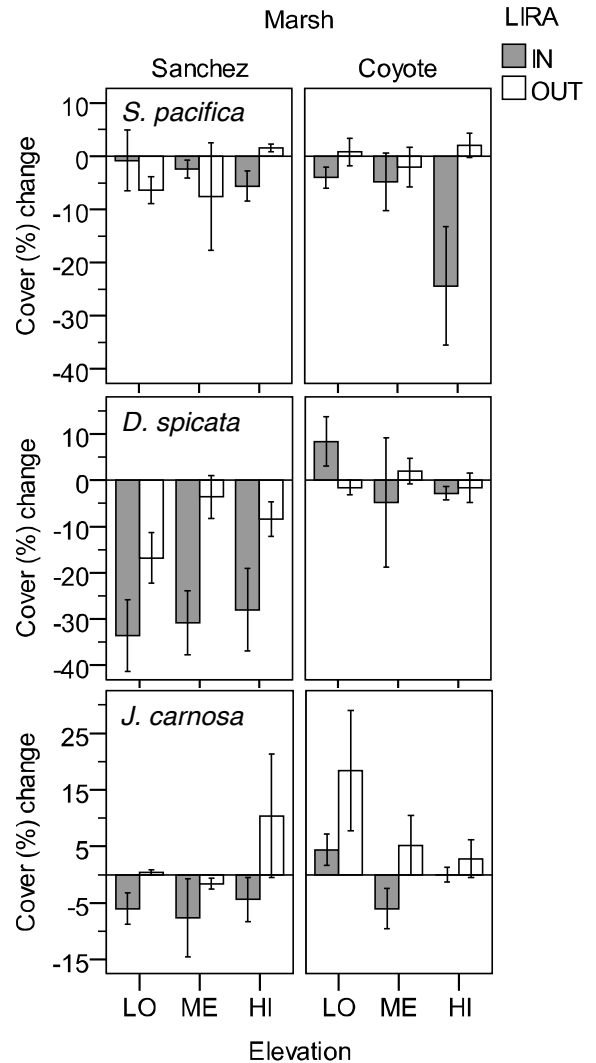 Marsh
LIRA
Sanchez
Coyote
IN
OUT
S. pacifica
10
0
-10
-20
-30
-40
Cover (%) change
D. spicata
10
0
-10
-20
-30
-40
Cover (%) change
J. carnosa
25
15
5
-5
-15
Cover (%) change
LO ME HI LO ME HI
Elevation